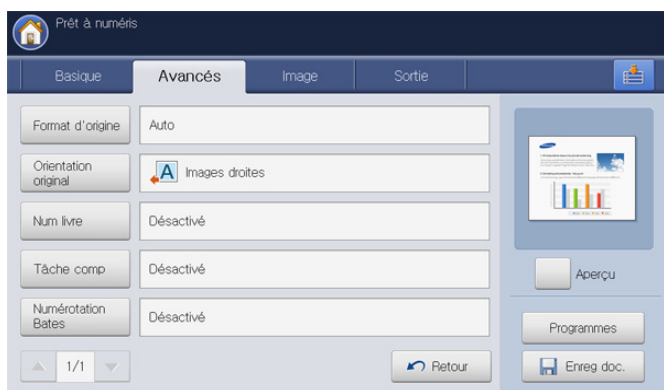 Prêt à numéris
Basique
Avancés
Image
Sortie
Format d'origine
Auto
Orientation
original
A
Images droites
Num livre
Désactivé
Tâche comp
Désactivé
Numérotation
Bates
Désactivé
1/1
Retour
Aperçu
Programmes
Enreg doc.